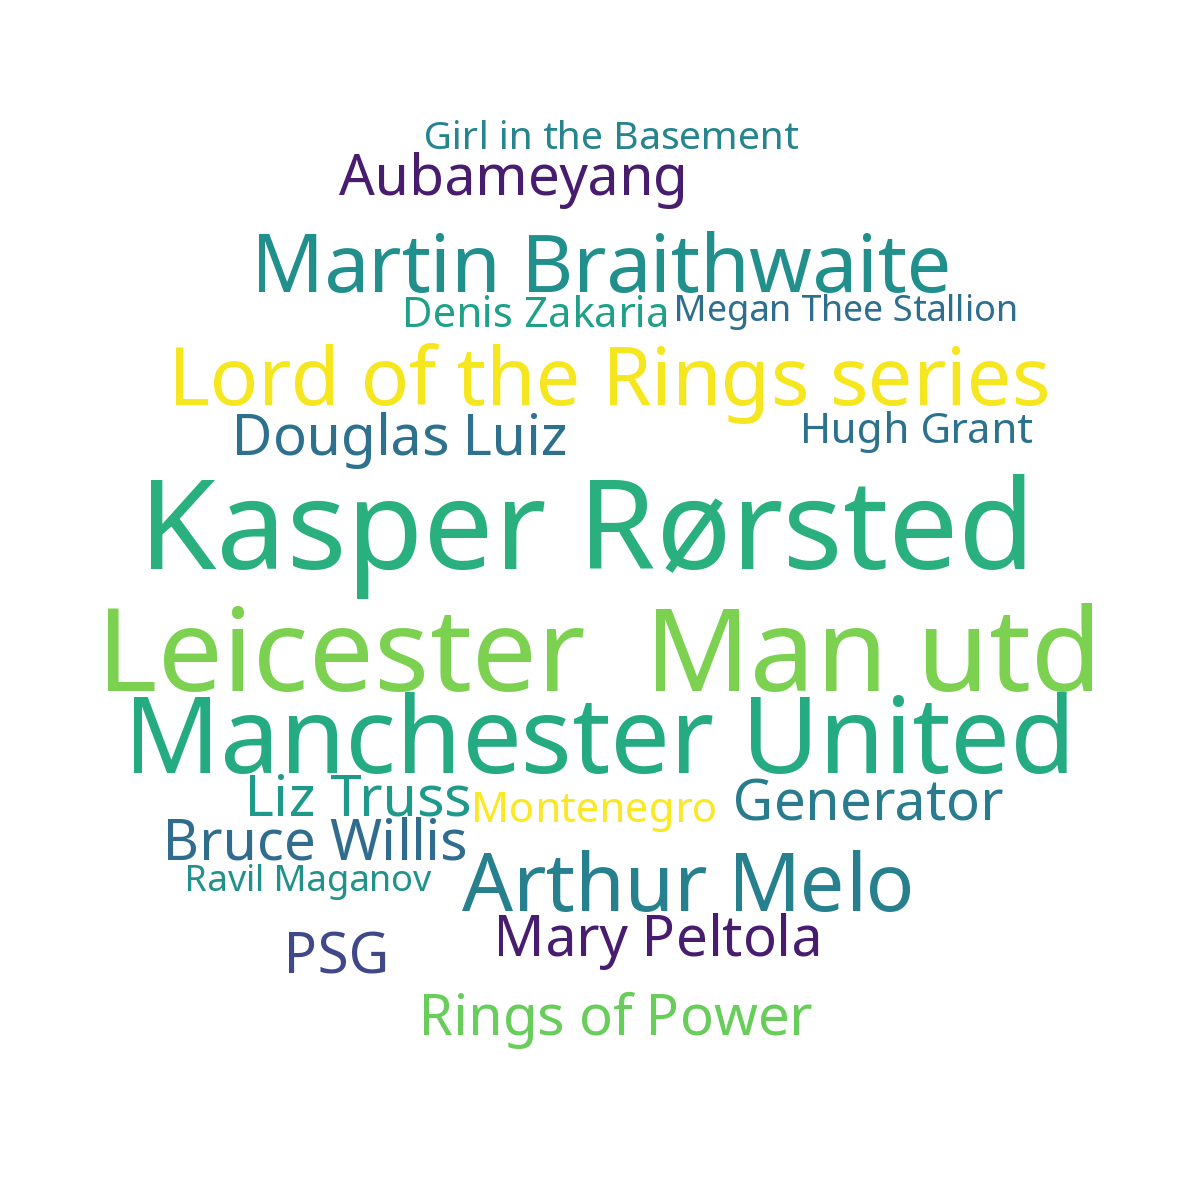 Girl in the Basement
Aubameyang
Martin Braithwaite
Denis Zakaria
Megan Thee Stallion
Lord of the Rings series
Douglas Luiz
Hugh Grant
Kasper Rørsted
Leicester  Man utd
Manchester United
Liz Truss
Montenegro
Generator
Bruce Willis
Ravil Maganov
Arthur Melo
Mary Peltola
PSG
Rings of Power